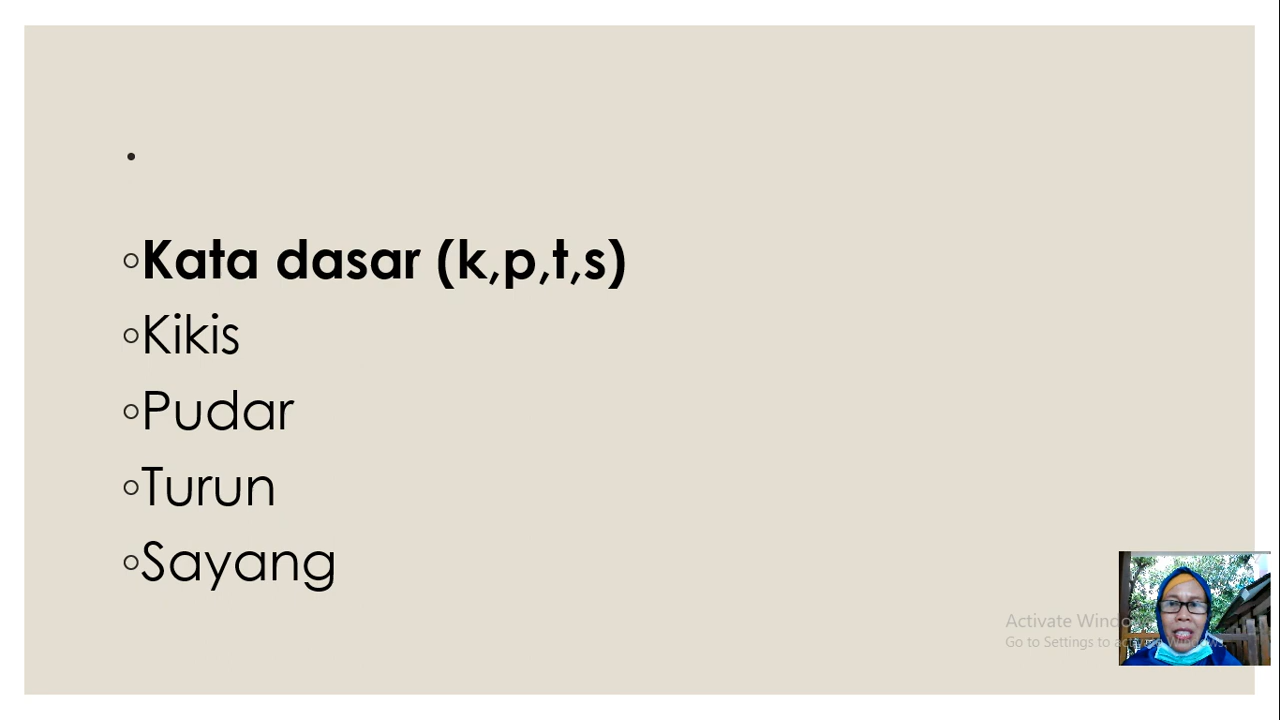 Kata dasar (k,p,t,s)
Kikis
Pudar
Turun
Sayang
Activate Windows
Go to Settings to activate Windows.